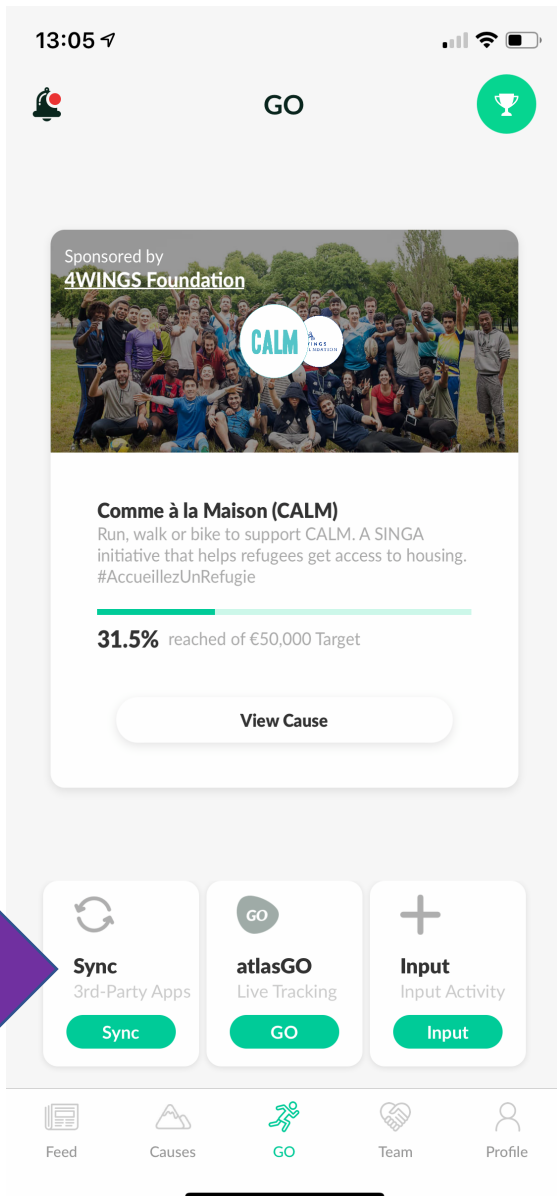 13:05
GO
Sponsored by
4WINGS Foundation
CALM
Comme à la Maison (CALM)
Run, walk or bike to support CALM. A SINGA
initiative that helps refugees get access to housing.
#AccueillezUnRefugie
31.5% reached of €50,000 Target
View Cause
GO
Sync
3rd-Party Apps
Sync
atlasGO
Live Tracking
GO
Input
Input Activity
Input
Feed
Causes
GO
Team
Profile